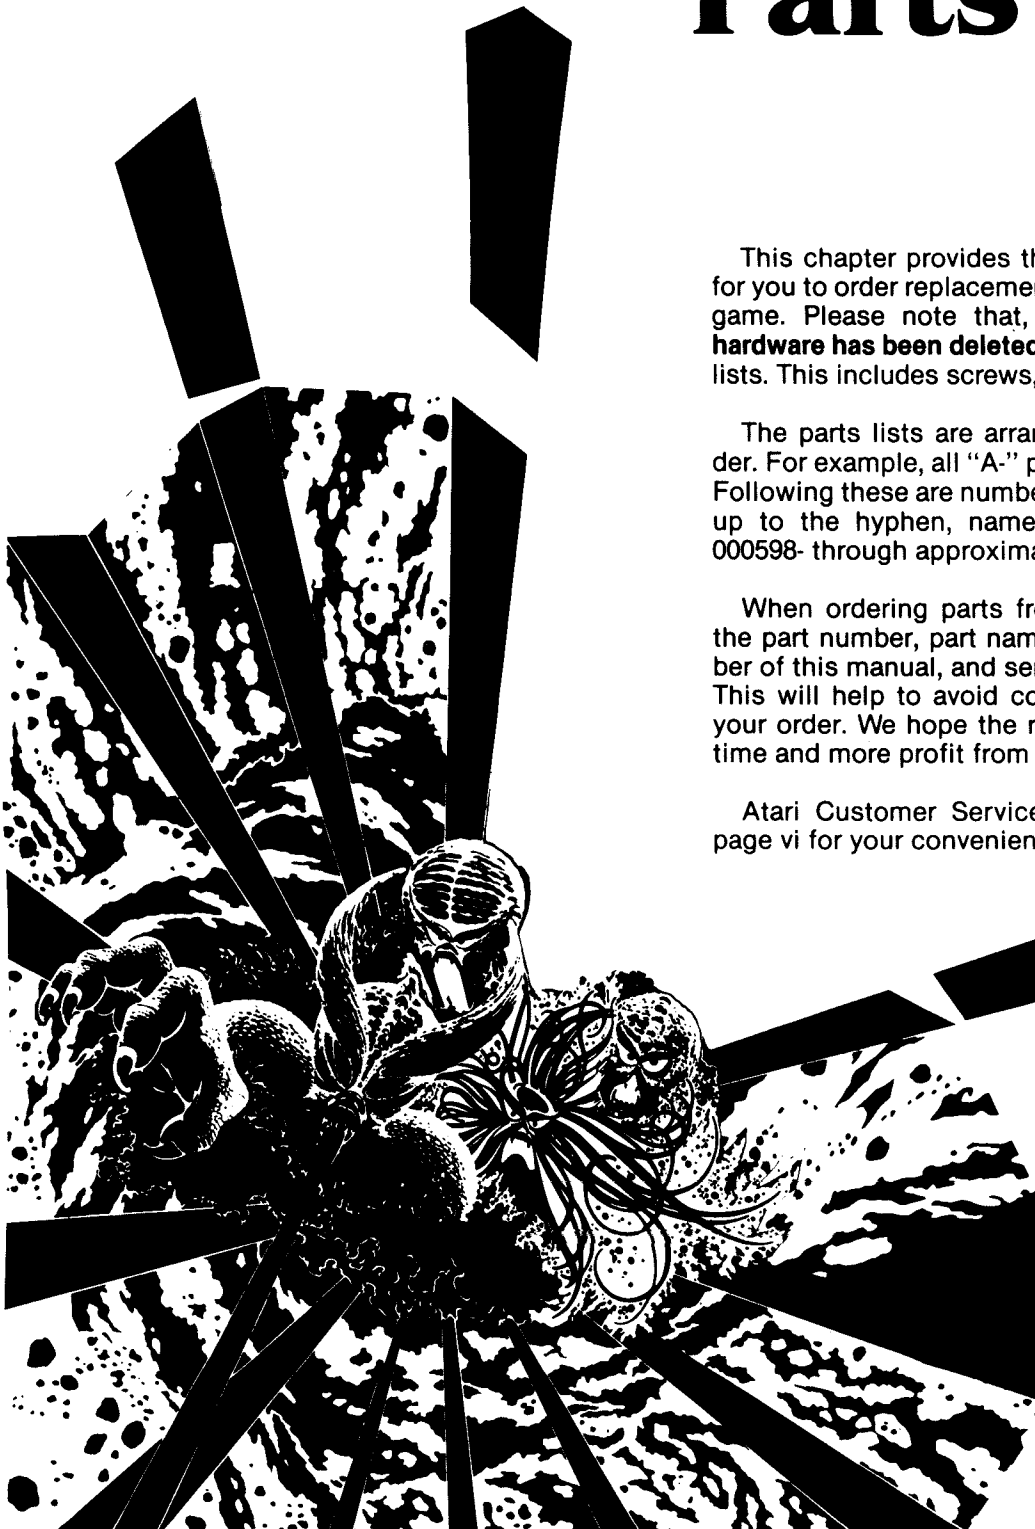 Parts
This chapter provides th
for you to order replacemer
game. Please note that,
hardware has been deleted
lists. This includes screws,
The parts lists are arrar
der. For example, all “A-” p
Following these are numbe
up to the hyphen, name
000598- through approxima
When ordering parts fr
the part number, part nam
ber of this manual, and ser
This will help to avoid co
your order. We hope the r
time and more profit from
Atari Customer Service
page vi for your convenien